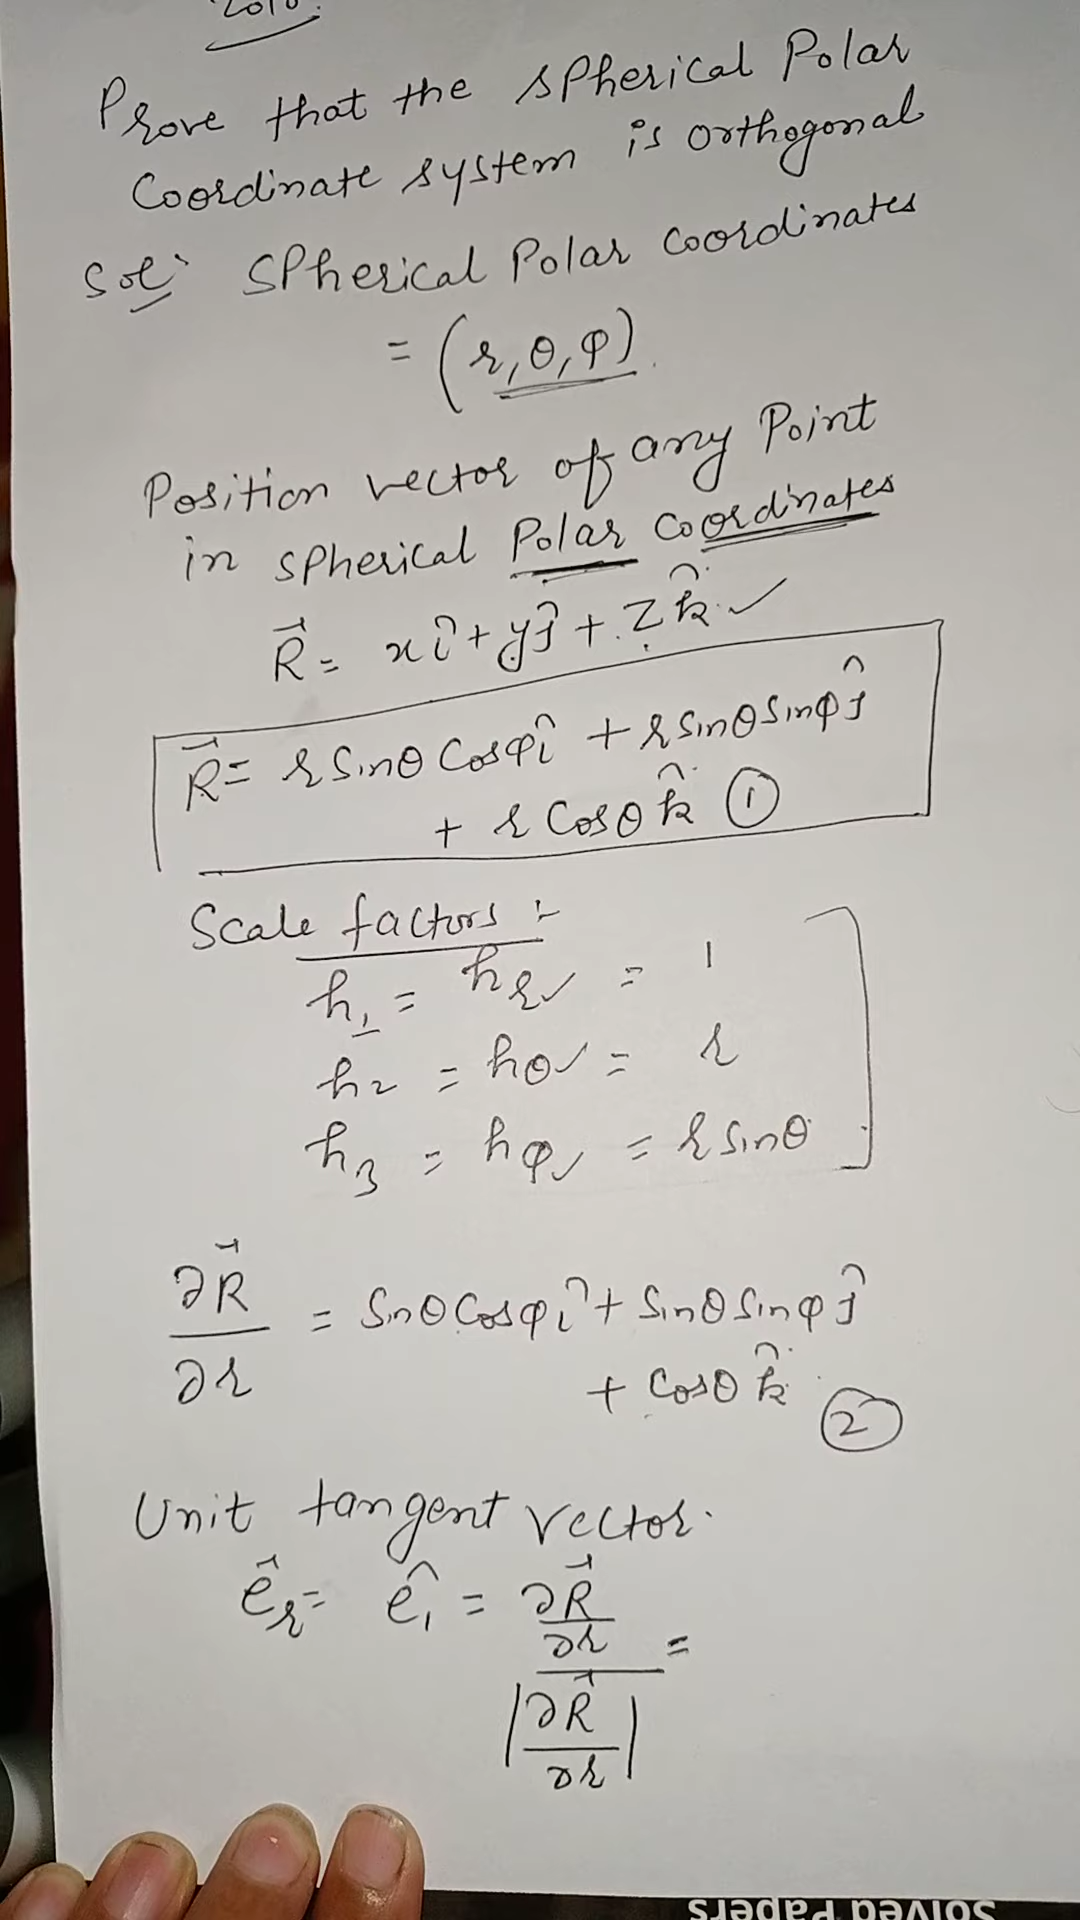 2010.
Prove that the spherical Polar
Coordinate system is orthogonal
Sol:- Spherical Polar Coordinates
= (r, θ, φ)
Position vector of any Point
in spherical Polar Coordinates
R⃗ = xî + yĵ + zk̂ ✓
R⃗ = r sinθ Cosφ î + r sinθ sinφ ĵ
+ r Cosθ k̂ ①
Scale factors :-
h₁ = hr ✓ = 1
h₂ = hθ ✓ = r
h₃ = hφ ✓ = r sinθ
∂R⃗/∂r = Sinθ Cosφ î + Sinθ Sinφ ĵ
+ Cosθ k̂ ②
Unit tangent vector.
e⃗r = ê₁ = ∂R⃗/∂r / |∂R⃗/∂r| =
Solved Papers